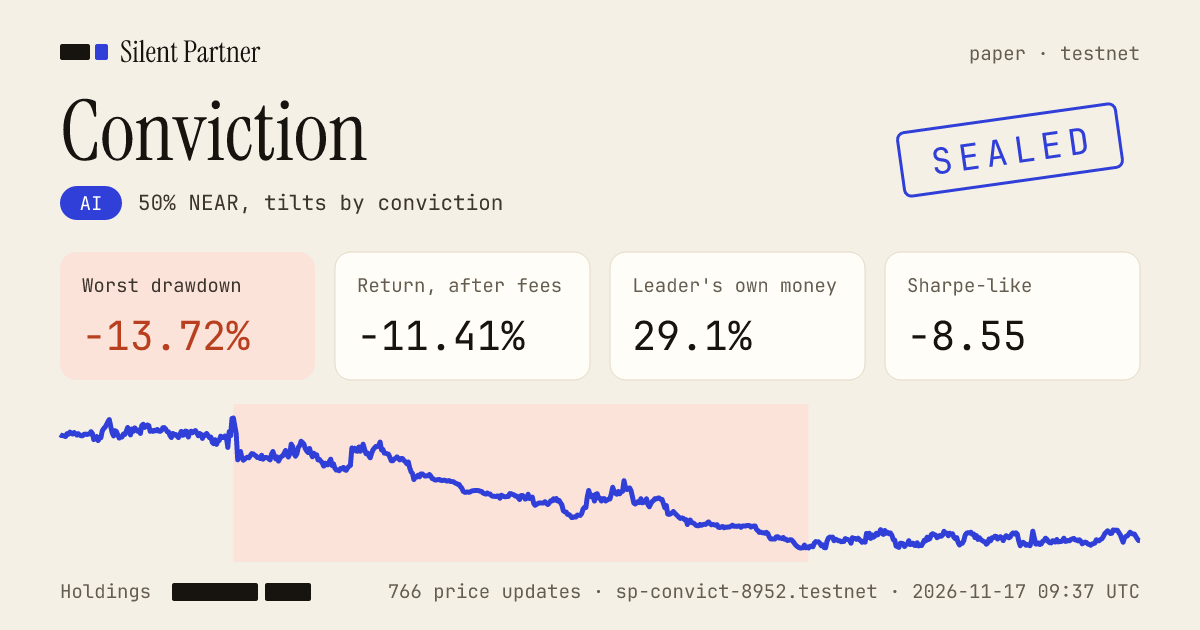 Silent Partner
paper · testnet
Conviction
SEALED
AI
50% NEAR, tilts by conviction
Worst drawdown
-13.72%
Return, after fees
-11.41%
Leader's own money
29.1%
Sharpe-like
-8.55
Holdings
766 price updates · sp-convict-8952.testnet · 2026-11-17 09:37 UTC